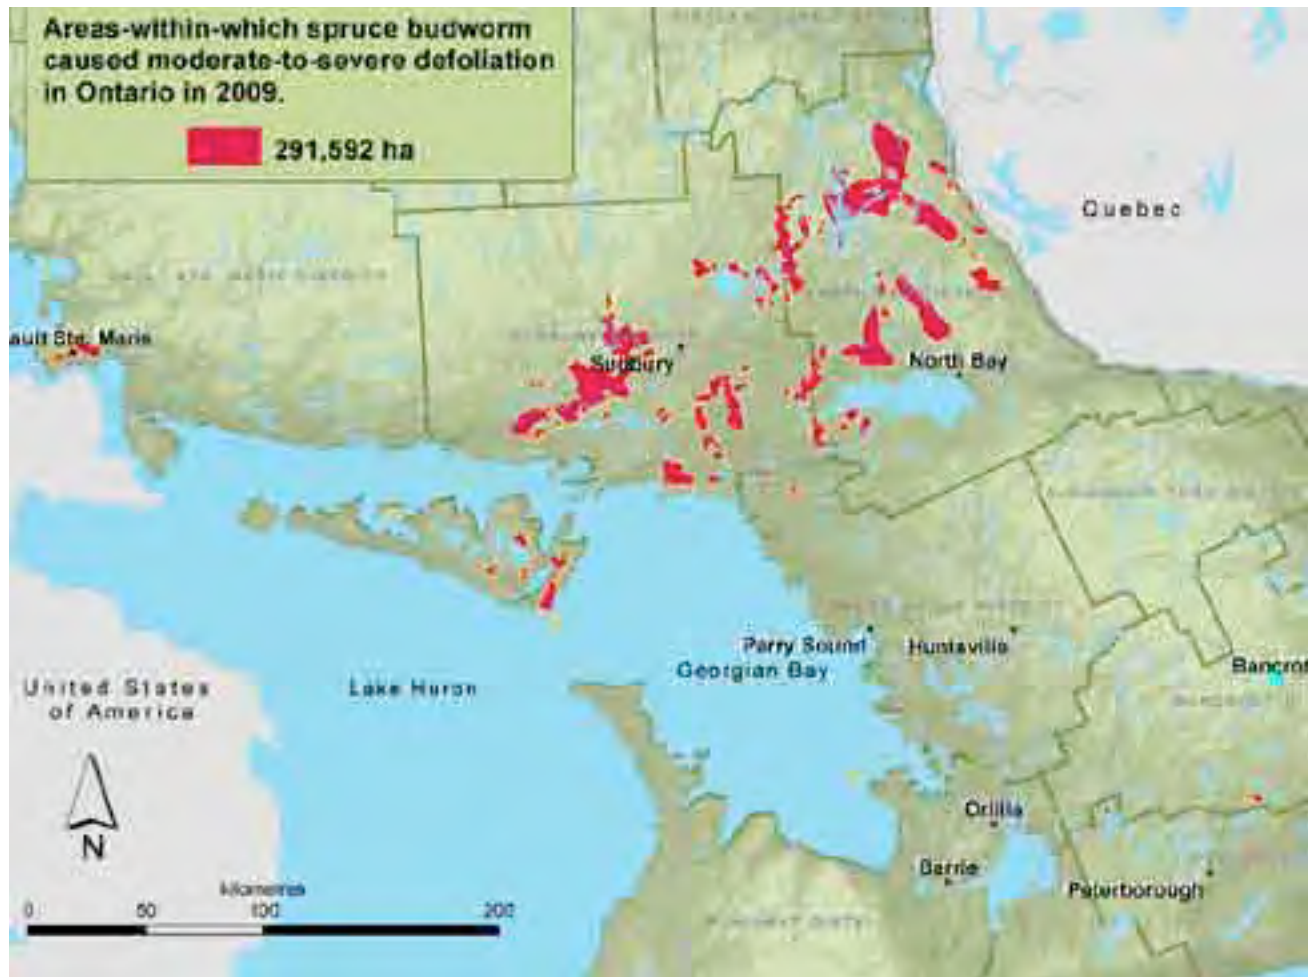 Areas-within-which spruce budworm
caused moderate-to-severe defoliation
in Ontario in 2009.
291,592 ha
Quebec
ault Ste. Marie
Sudbury
North Bay
Parry Sound
Huntsville
Georgian Bay
Bancrof
United States
of America
Lake Huron
N
Orillia
Barrie
Peterborough
kilometres
0 50 100 200